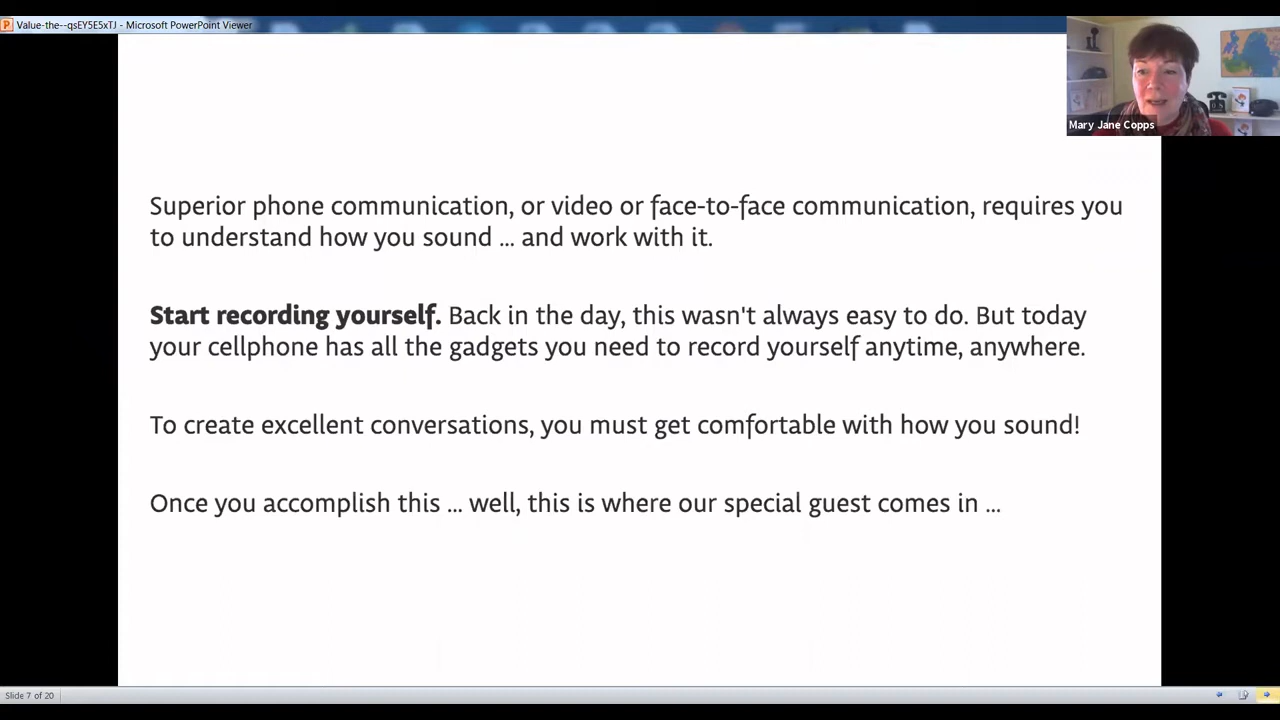 Value-the--qsEY5E5xTJ - Microsoft PowerPoint Viewer
Mary Jane Copps
Superior phone communication, or video or face-to-face communication, requires you
to understand how you sound ... and work with it.
Start recording yourself. Back in the day, this wasn't always easy to do. But today
your cellphone has all the gadgets you need to record yourself anytime, anywhere.
To create excellent conversations, you must get comfortable with how you sound!
Once you accomplish this ... well, this is where our special guest comes in ...
Slide 7 of 20